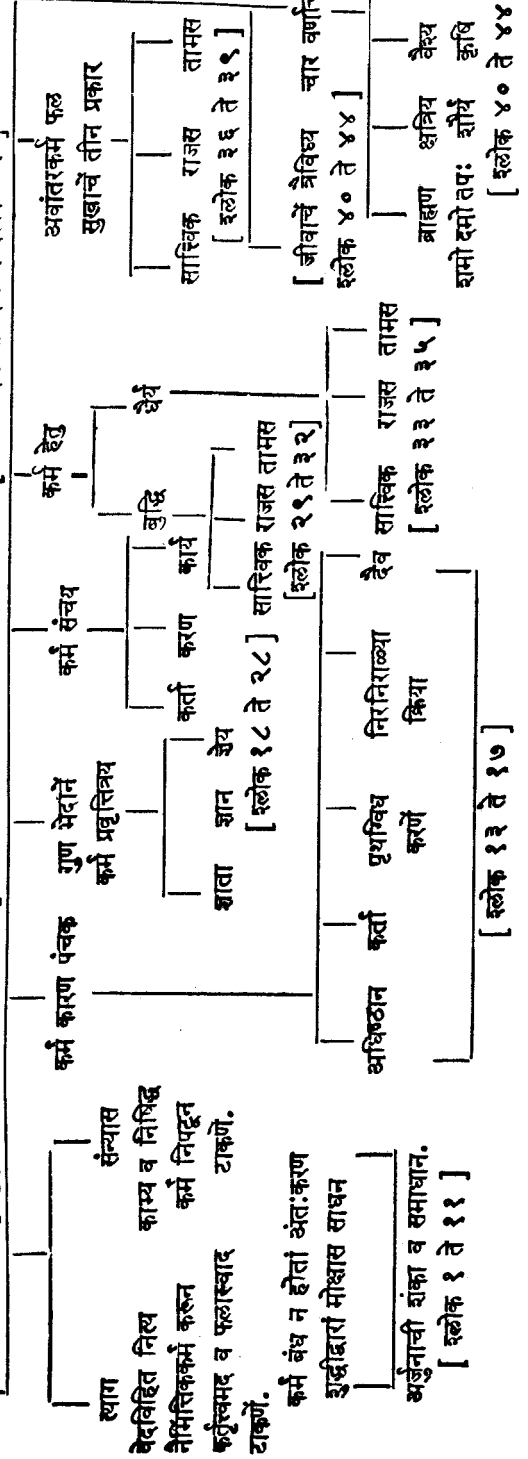 त्याग
वेदविहित नित्य
नैमित्तिककर्म करून
कर्तृत्वमद व फलास्वाद
टाकणें.
संन्यास
काम्य व निषिद्ध
कर्म निपटून
टाकणें.
कर्म बंध न होतां अंतःकरण
शुद्धीद्वारां मोक्षास साधन
अर्जुनाची शंका व समाधान.
[ श्लोक १ ते ११ ]
कर्म कारण पंचक
अधिष्ठान
कर्ता
पृथग्विध
करणें
निरनिराळ्या
क्रिया
दैव
[ श्लोक १३ ते १७ ]
गुण भेदानें
कर्म प्रवृत्तित्रय
ज्ञाता ज्ञान ज्ञेय
कर्म संचय
कर्ता करण कार्य
[ श्लोक १८ ते २८ ]
कर्म हेतु
बुद्धि धैर्य
सात्त्विक राजस तामस
[श्लोक २९ ते ३२]
सात्त्विक राजस तामस
[ श्लोक ३३ ते ३५ ]
अवांतरकर्म फल
सुखाचें तीन प्रकार
सात्त्विक राजस तामस
[ श्लोक ३६ ते ३९ ]
[ जीवाचें त्रैविध्य चार
श्लोक ४० ते ४४ ]
ब्राह्मण क्षत्रिय वैश्य
शमोदमोतपः शौर्य कृषि
[ श्लोक ४० ते ४४